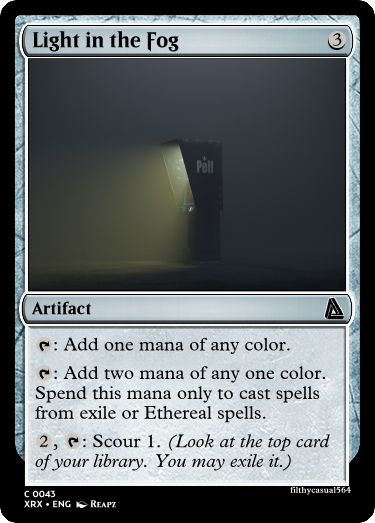 Light in the Fog 3
Pell
Artifact
: Add one mana of any color.
: Add two mana of any one color.
Spend this mana only to cast spells
from exile or Ethereal spells.
2, : Scour 1. (Look at the top card
of your library. You may exile it.)
C 0043
filthycasual564
XRX • ENG Reapz